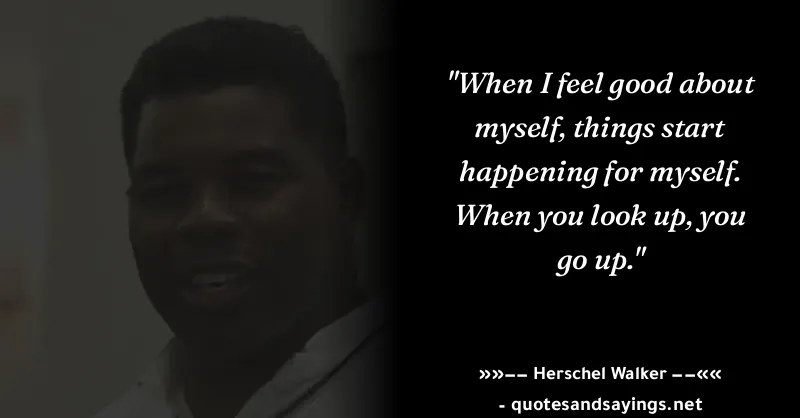 "When I feel good about
myself, things start
happening for myself.
When you look up, you
go up."
»»−− Herschel Walker −−««
- quotesandsayings.net